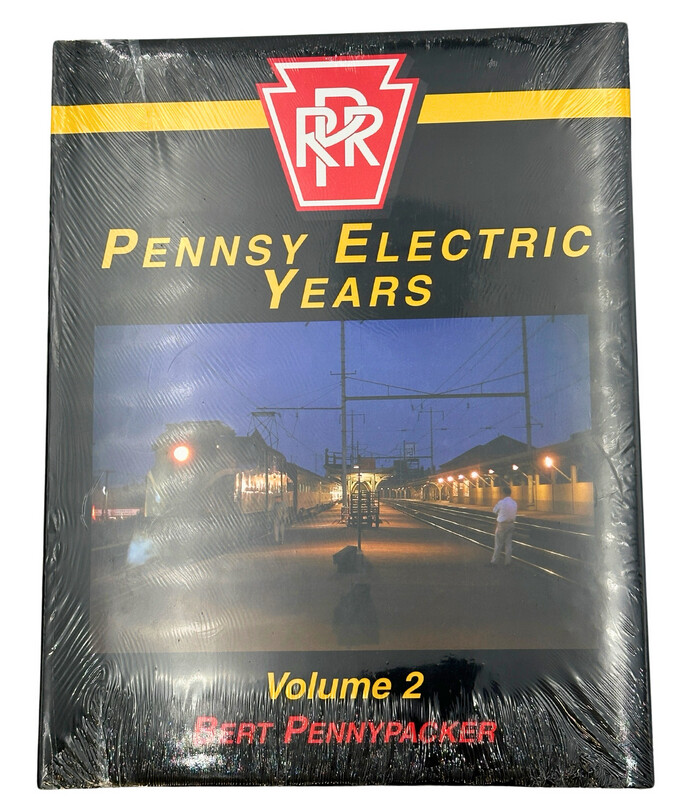 PRR
PENNSY ELECTRIC
YEARS
Volume 2
BERT PENNYPACKER